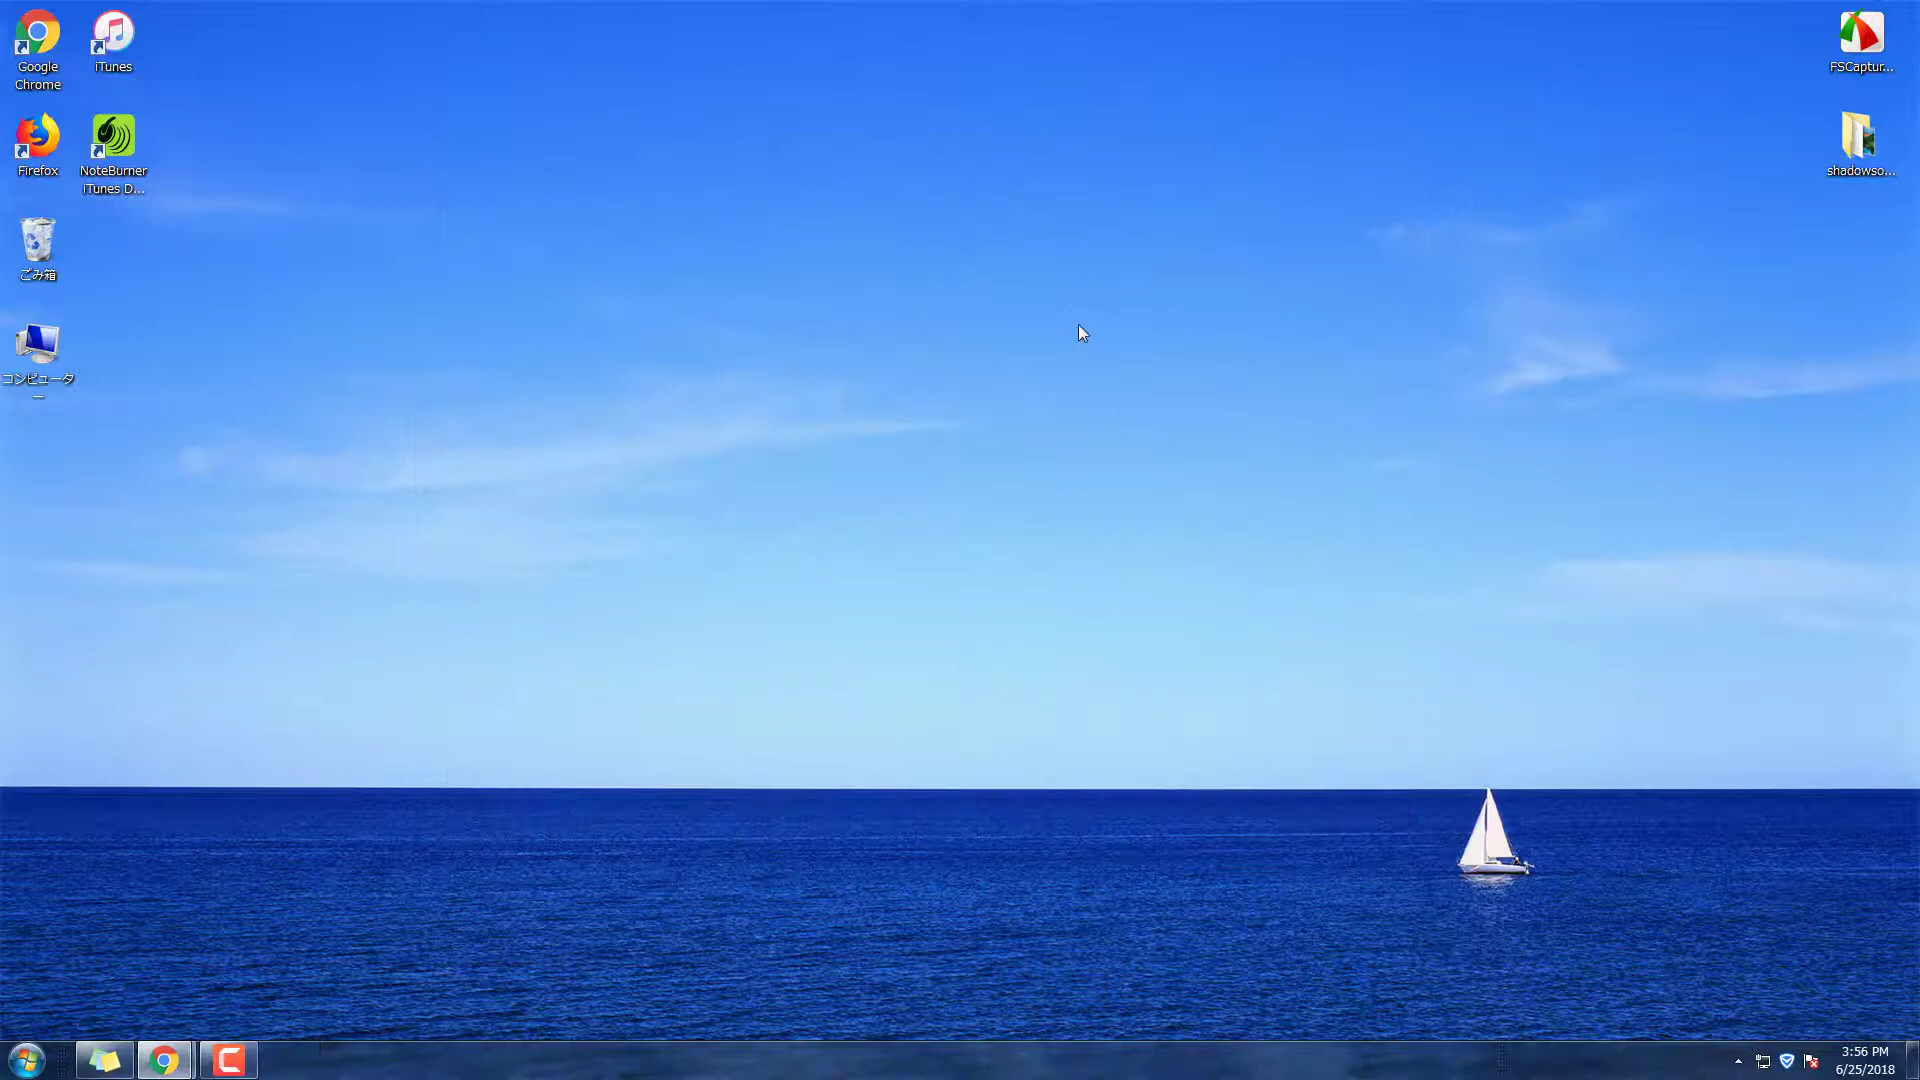 Google
Chrome
iTunes
Firefox
NoteBurner
iTunes D...
ごみ箱
コンピュータ
ー
FSCaptur...
shadowso...
3:56 PM
6/25/2018